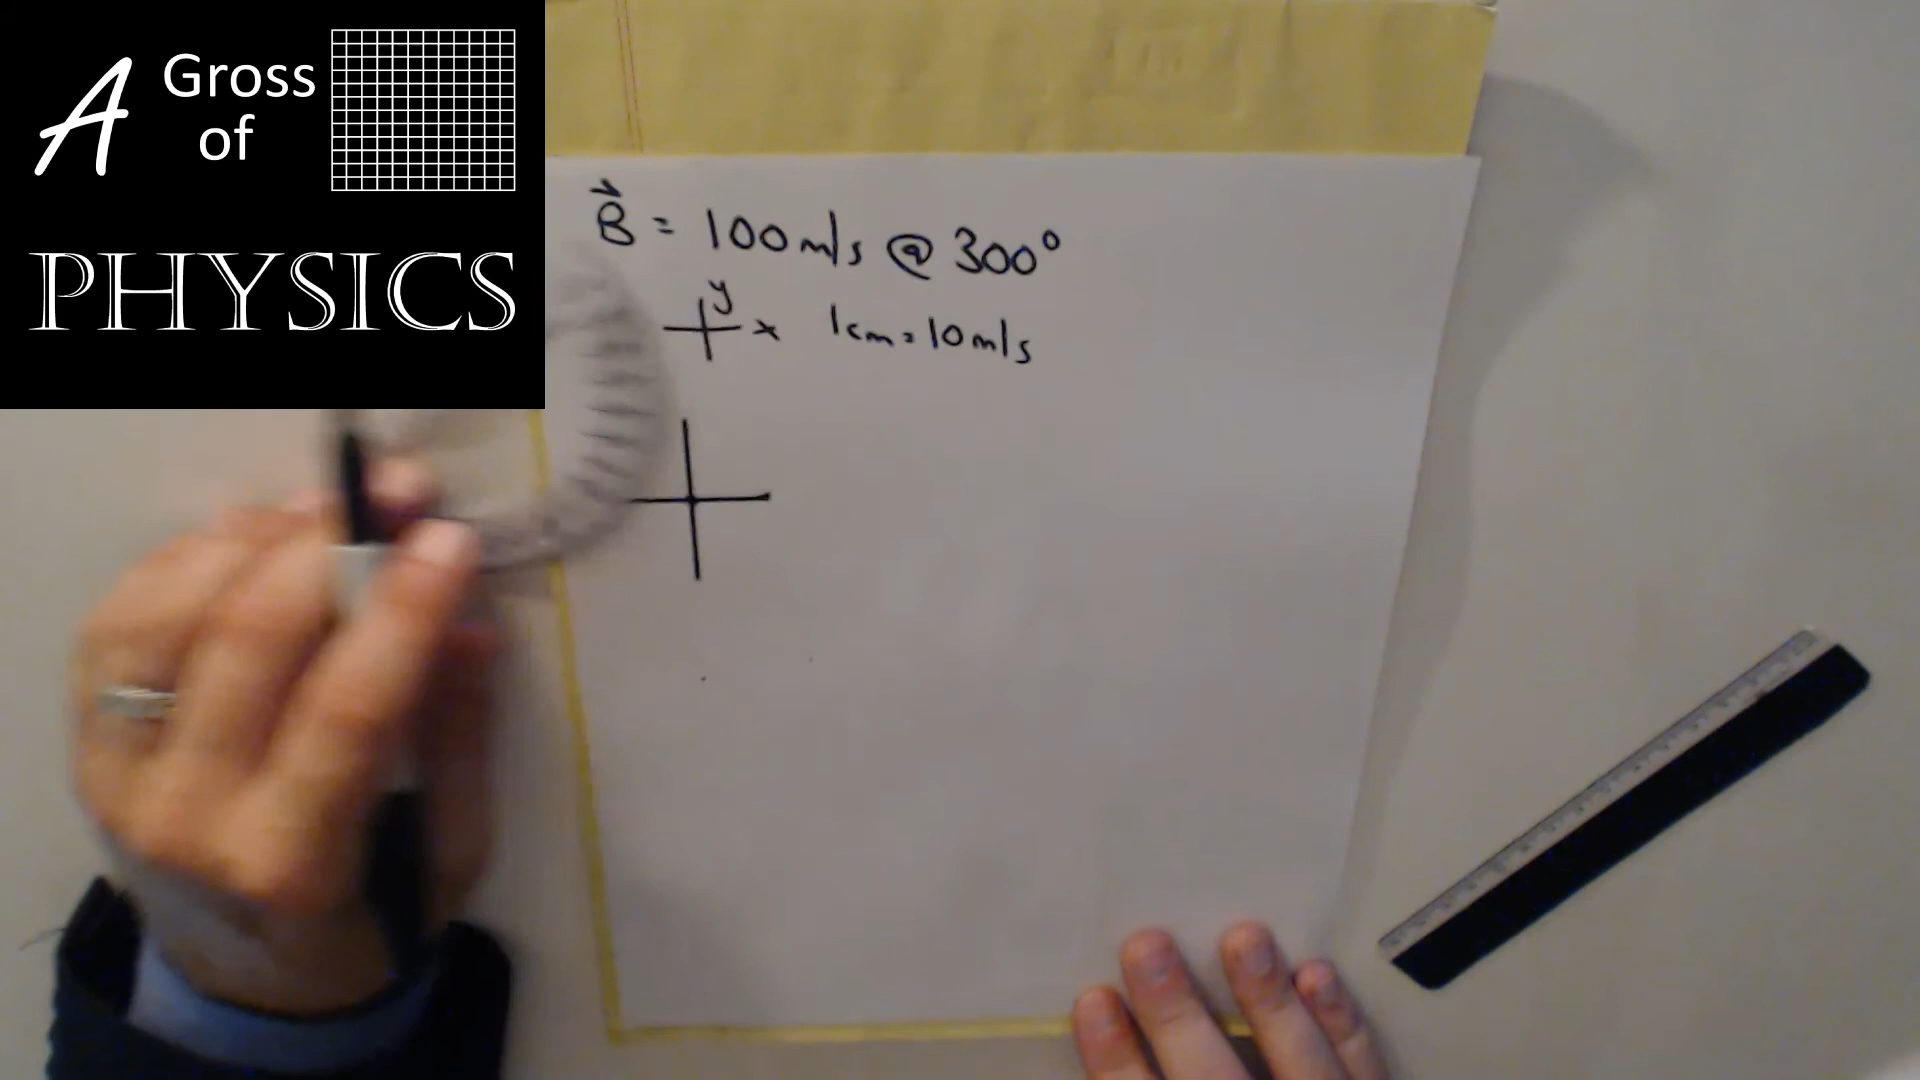 A Gross
of
PHYSICS
B⃗ = 100 m/s @ 300°
y
x 1cm = 10 m/s